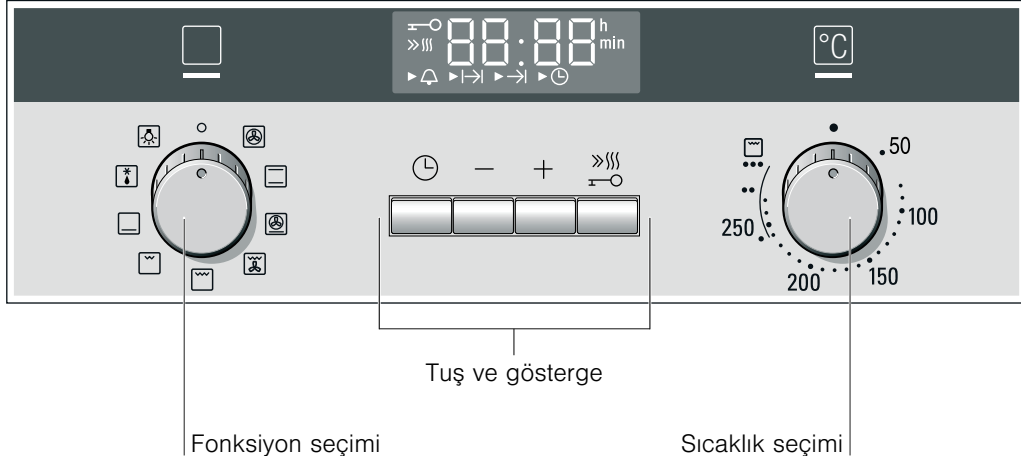 88:88 h
min
°C
50
100
150
200
250
Tuş ve gösterge
Fonksiyon seçimi
Sıcaklık seçimi